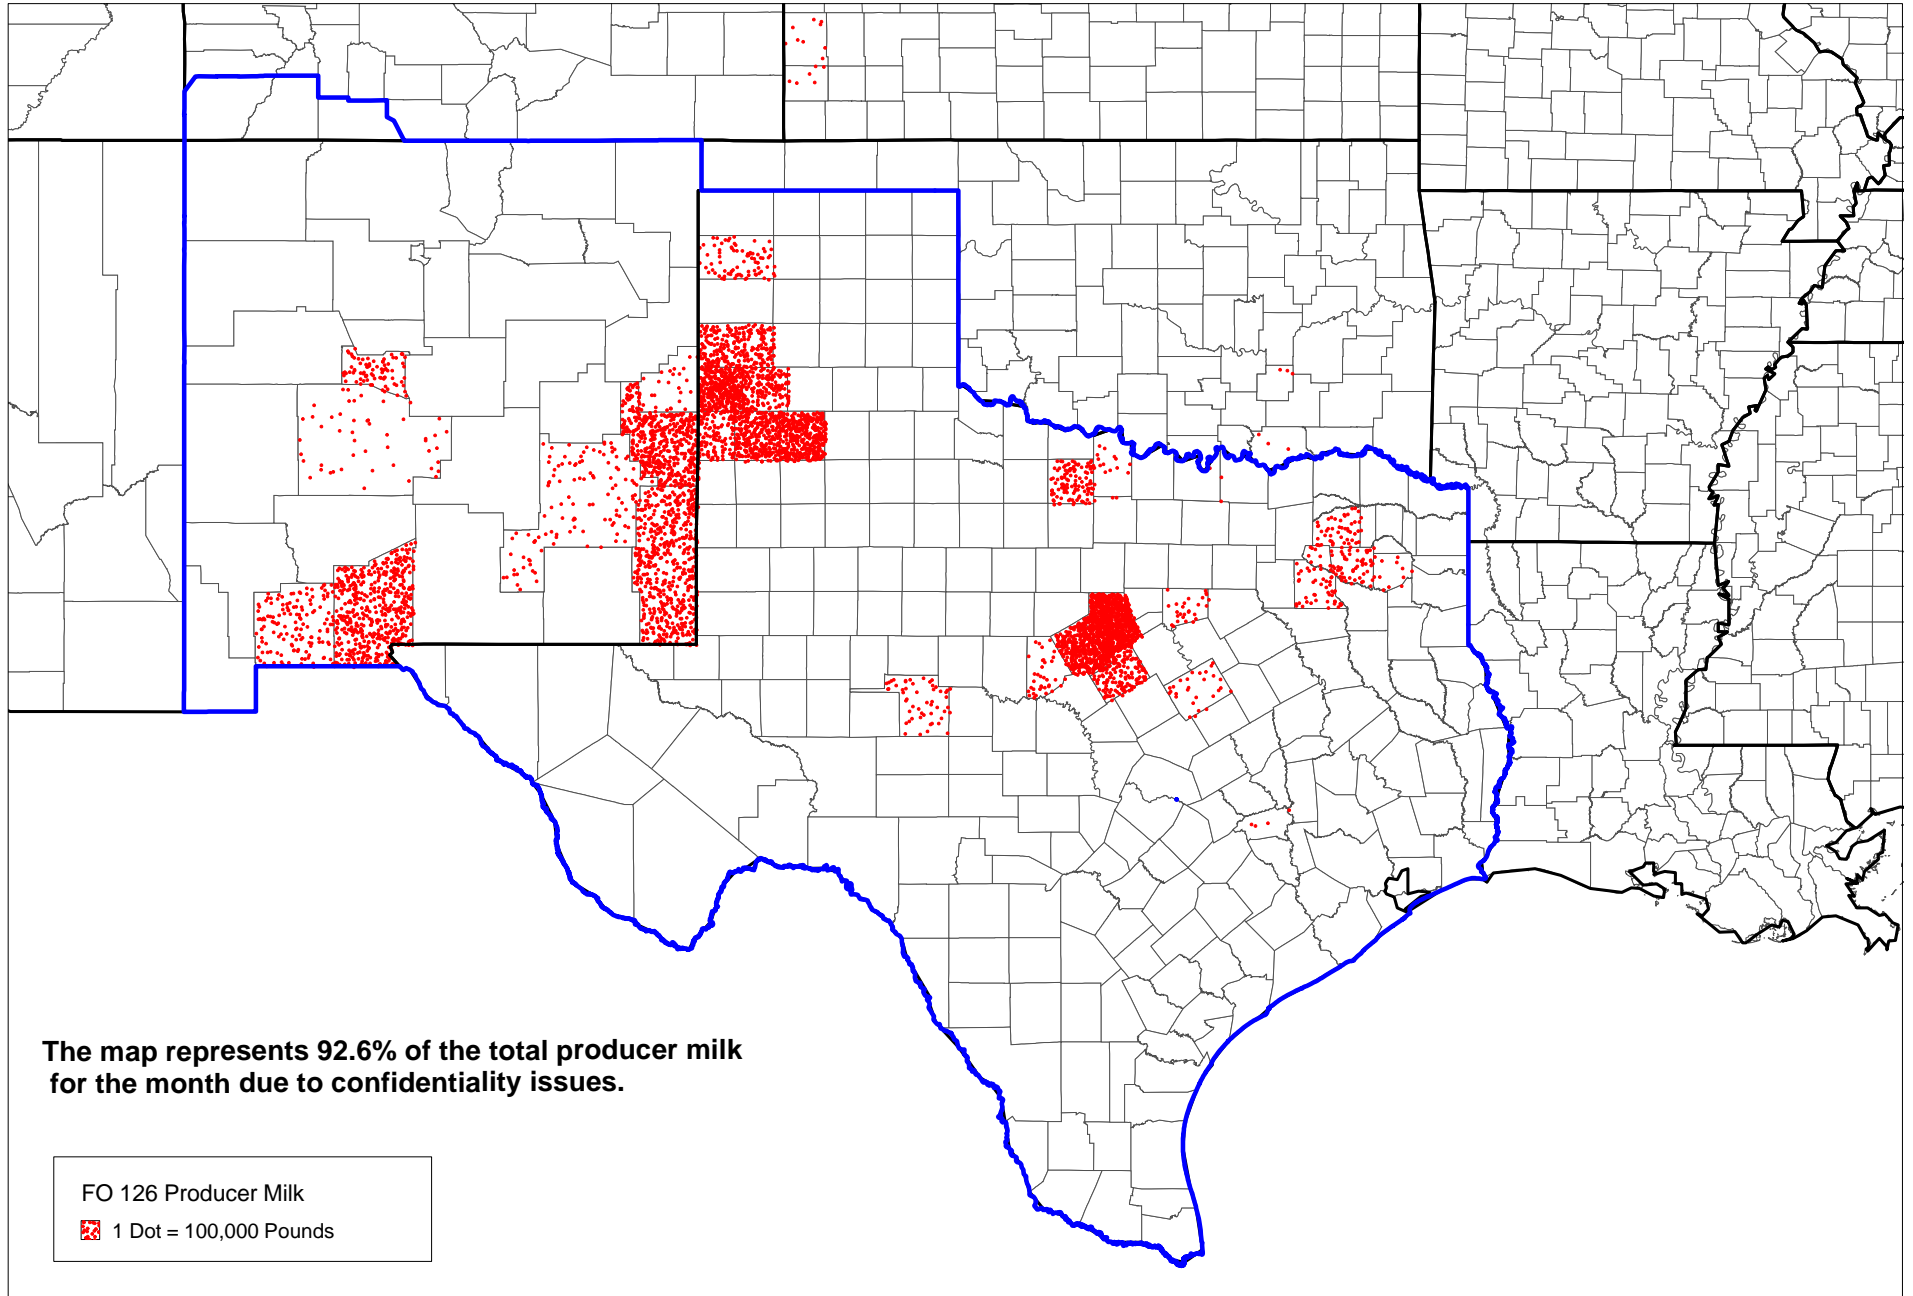 The map represents 92.6% of the total producer milk
for the month due to confidentiality issues.
FO 126 Producer Milk
1 Dot = 100,000 Pounds